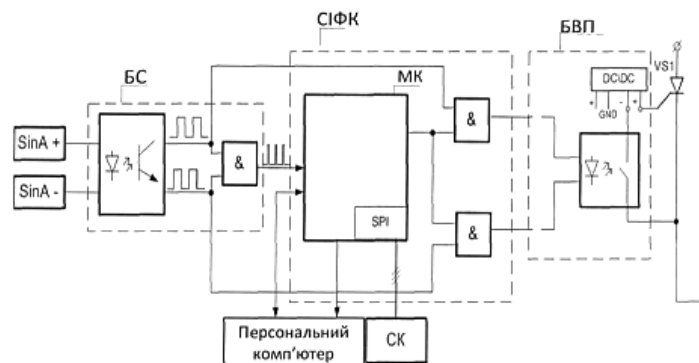 СІФК
БВП
БС
МК
VS1
DC\DC
+
GND
-
+
SinA +
SinA -
&
&
&
SPI
Персональний
комп'ютер
СК